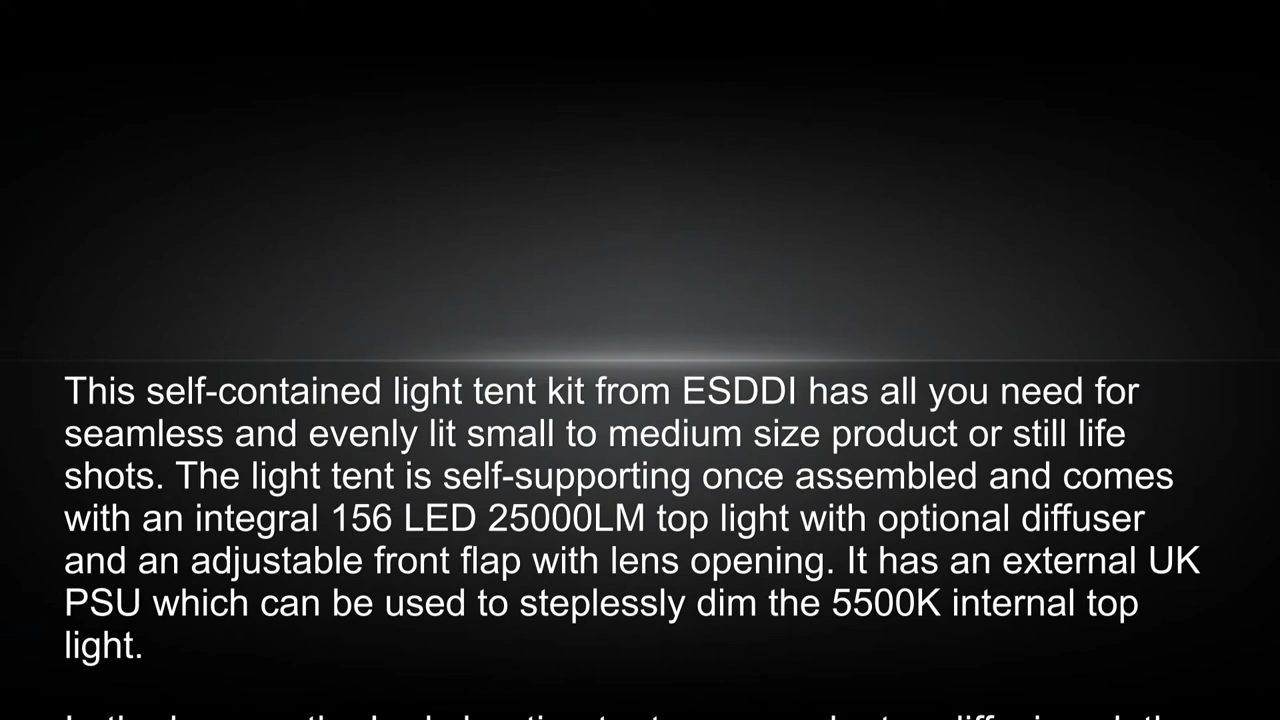 This self-contained light tent kit from ESDDI has all you need for
seamless and evenly lit small to medium size product or still life
shots. The light tent is self-supporting once assembled and comes
with an integral 156 LED 25000LM top light with optional diffuser
and an adjustable front flap with lens opening. It has an external UK
PSU which can be used to steplessly dim the 5500K internal top
light.